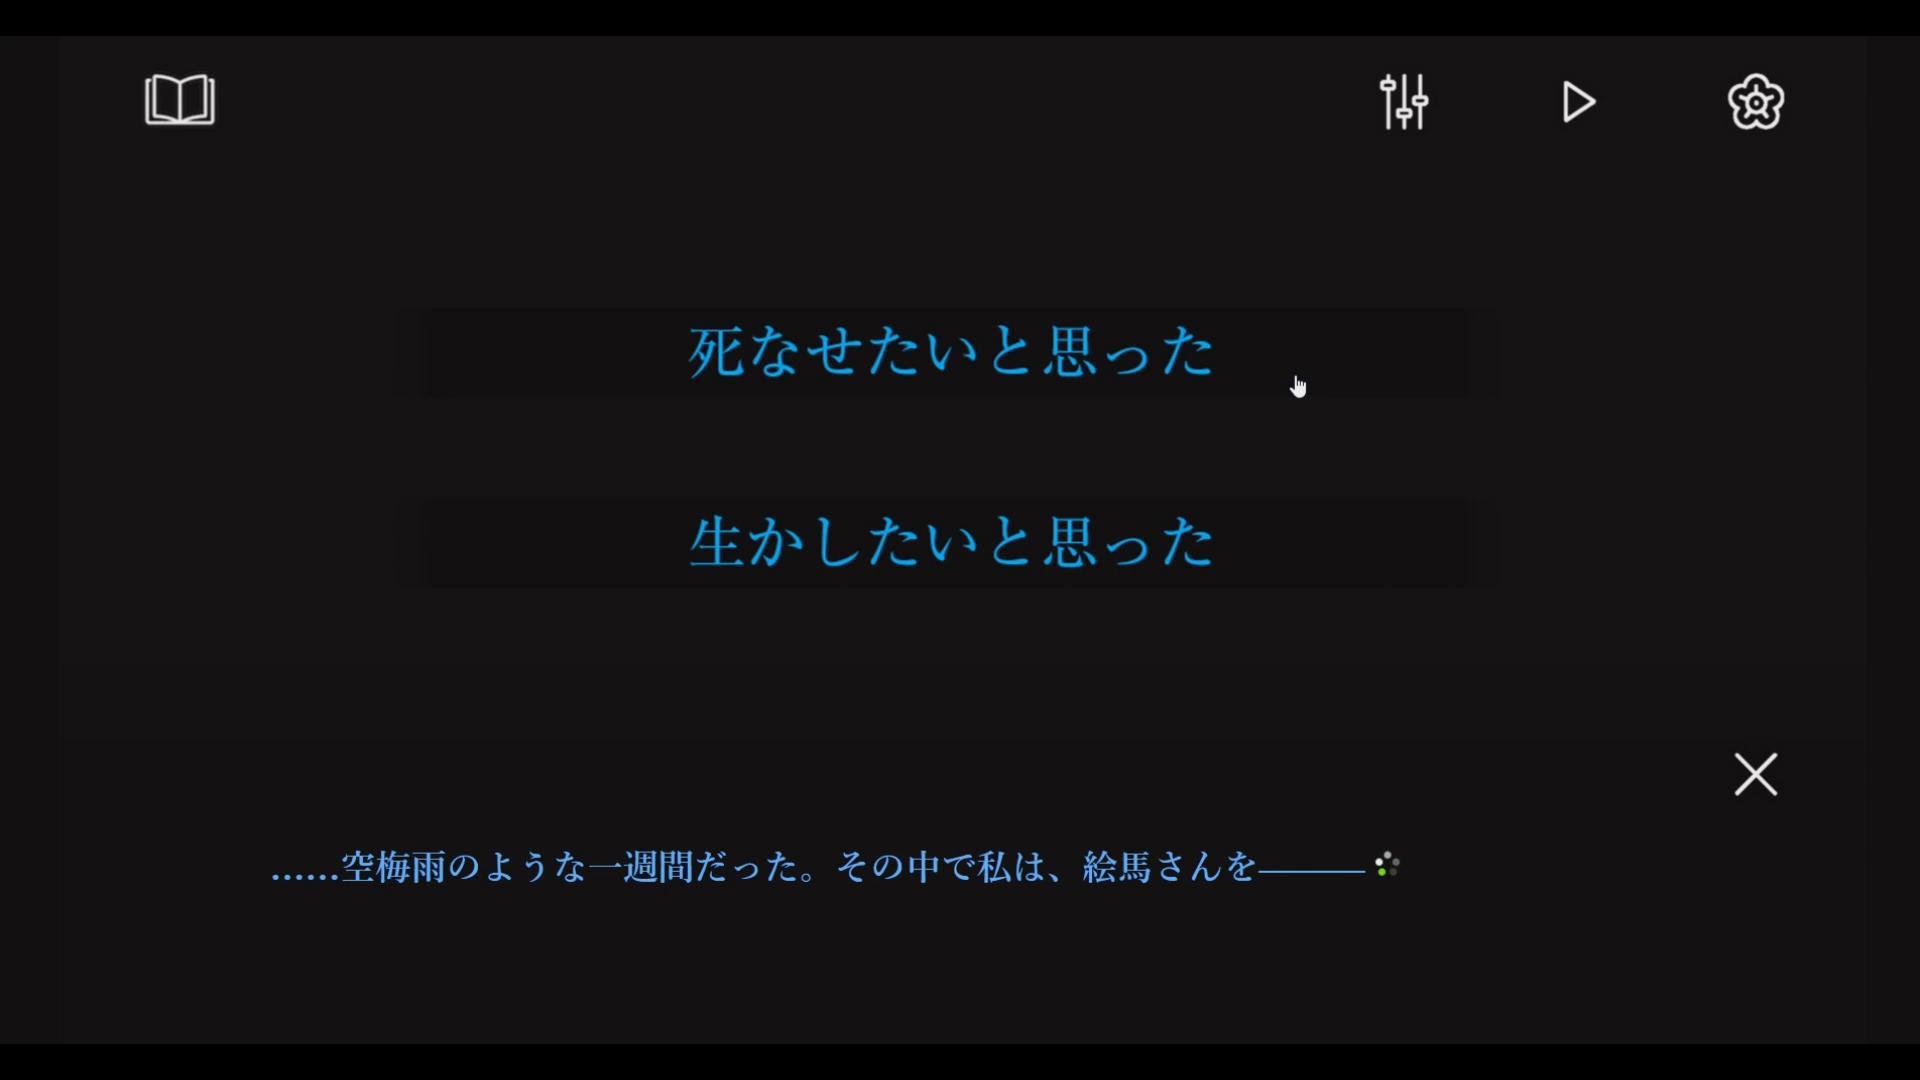 死なせたいと思った
生かしたいと思った
……空梅雨のような一週間だった。その中で私は、絵馬さんを―――